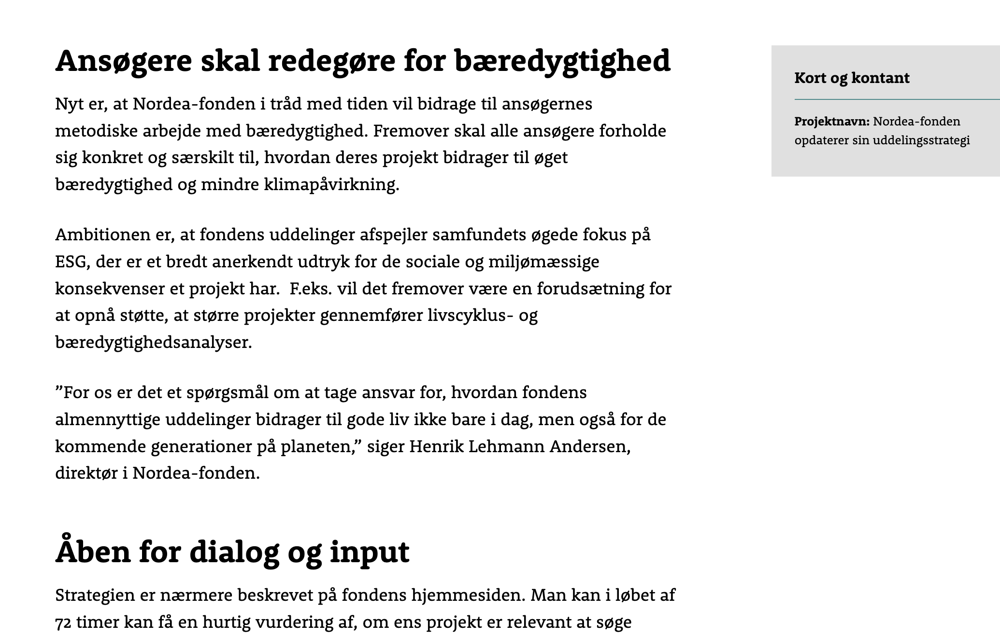 Ansøgere skal redegøre for bæredygtighed
Nyt er, at Nordea-fonden i tråd med tiden vil bidrage til ansøgernes
metodiske arbejde med bæredygtighed. Fremover skal alle ansøgere forholde
sig konkret og særskilt til, hvordan deres projekt bidrager til øget
bæredygtighed og mindre klimapåvirkning.
Ambitionen er, at fondens uddelinger afspejler samfundets øgede fokus på
ESG, der er et bredt anerkendt udtryk for de sociale og miljømæssige
konsekvenser et projekt har.  F.eks. vil det fremover være en forudsætning for
at opnå støtte, at større projekter gennemfører livscyklus- og
bæredygtighedsanalyser.
”For os er det et spørgsmål om at tage ansvar for, hvordan fondens
almennyttige uddelinger bidrager til gode liv ikke bare i dag, men også for de
kommende generationer på planeten,” siger Henrik Lehmann Andersen,
direktør i Nordea-fonden.
Åben for dialog og input
Strategien er nærmere beskrevet på fondens hjemmesiden. Man kan i løbet af
72 timer kan få en hurtig vurdering af, om ens projekt er relevant at søge
Kort og kontant
Projektnavn: Nordea-fonden
opdaterer sin uddelingsstrategi